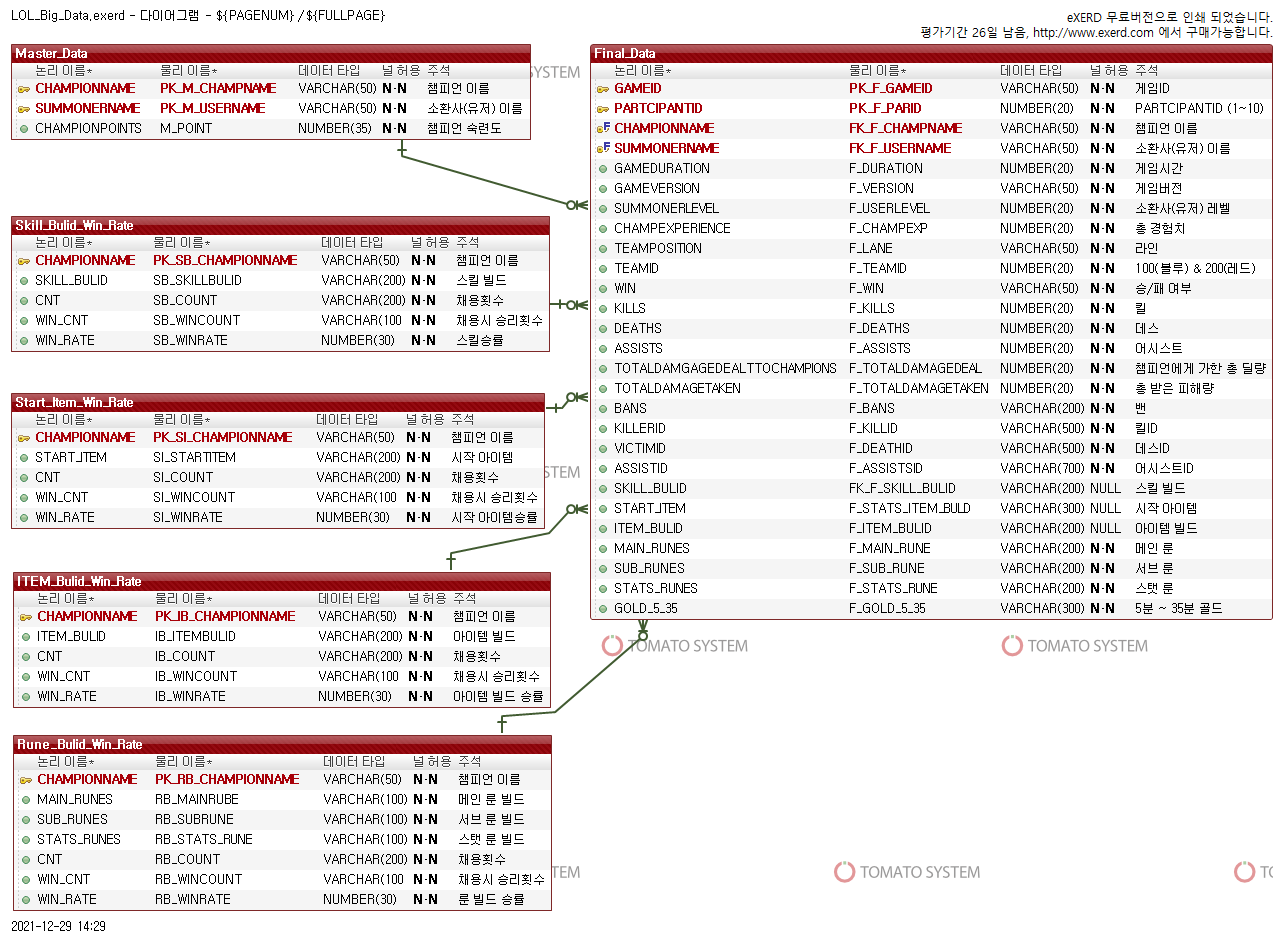 LOL_Big_Data.exerd - 다이어그램 - ${PAGENUM} /${FULLPAGE}
eXERD 무료버전으로 인쇄 되었습니다.
평가기간 26일 남음, http://www.exerd.com 에서 구매가능합니다.
Master_Data
논리 이름* 물리 이름* 데이터 타입 널 허용 주석
CHAMPIONNAME PK_M_CHAMPNAME VARCHAR(50) N-N 챔피언 이름
SUMMONERNAME PK_M_USERNAME VARCHAR(50) N-N 소환사(유저) 이름
CHAMPIONPOINTS M_POINT NUMBER(35) N-N 챔피언 숙련도
Skill_Bulid_Win_Rate
논리 이름* 물리 이름* 데이터 타입 널 허용 주석
CHAMPIONNAME PK_SB_CHAMPIONNAME VARCHAR(50) N-N 챔피언 이름
SKILL_BULID SB_SKILLBULID VARCHAR(200) N-N 스킬 빌드
CNT SB_COUNT VARCHAR(200) N-N 채용횟수
WIN_CNT SB_WINCOUNT VARCHAR(100 N-N 채용시 승리횟수
WIN_RATE SB_WINRATE NUMBER(30) N-N 스킬승률
Start_Item_Win_Rate
논리 이름* 물리 이름* 데이터 타입 널 허용 주석
CHAMPIONNAME PK_SI_CHAMPIONNAME VARCHAR(50) N-N 챔피언 이름
START_ITEM SI_STARTITEM VARCHAR(200) N-N 시작 아이템
CNT SI_COUNT VARCHAR(200) N-N 채용횟수
WIN_CNT SI_WINCOUNT VARCHAR(100 N-N 채용시 승리횟수
WIN_RATE SI_WINRATE NUMBER(30) N-N 시작 아이템승률
ITEM_Bulid_Win_Rate
논리 이름* 물리 이름* 데이터 타입 널 허용 주석
CHAMPIONNAME PK_IB_CHAMPIONNAME VARCHAR(50) N-N 챔피언 이름
ITEM_BULID IB_ITEMBULID VARCHAR(200) N-N 아이템 빌드
CNT IB_COUNT VARCHAR(200) N-N 채용횟수
WIN_CNT IB_WINCOUNT VARCHAR(100 N-N 채용시 승리횟수
WIN_RATE IB_WINRATE NUMBER(30) N-N 아이템 빌드 승률
Rune_Bulid_Win_Rate
논리 이름* 물리 이름* 데이터 타입 널 허용 주석
CHAMPIONNAME PK_RB_CHAMPIONNAME VARCHAR(50) N-N 챔피언 이름
MAIN_RUNES RB_MAINRUBE VARCHAR(100) N-N 메인 룬 빌드
SUB_RUNES RB_SUBRUNE VARCHAR(100) N-N 서브 룬 빌드
STATS_RUNES RB_STATS_RUNE VARCHAR(100) N-N 스탯 룬 빌드
CNT RB_COUNT VARCHAR(200) N-N 채용횟수
WIN_CNT RB_WINCOUNT VARCHAR(100 N-N 채용시 승리횟수
WIN_RATE RB_WINRATE NUMBER(30) N-N 룬 빌드 승률
Final_Data
논리 이름* 물리 이름* 데이터 타입 널 허용 주석
GAMEID PK_F_GAMEID VARCHAR(50) N-N 게임ID
PARTCIPANTID PK_F_PARID NUMBER(20) N-N PARTCIPANTID (1~10)
CHAMPIONNAME FK_F_CHAMPNAME VARCHAR(50) N-N 챔피언 이름
SUMMONERNAME FK_F_USERNAME VARCHAR(50) N-N 소환사(유저) 이름
GAMEDURATION F_DURATION NUMBER(20) N-N 게임시간
GAMEVERSION F_VERSION VARCHAR(50) N-N 게임버전
SUMMONERLEVEL F_USERLEVEL NUMBER(20) N-N 소환사(유저) 레벨
CHAMPEXPERIENCE F_CHAMPEXP NUMBER(20) N-N 총 경험치
TEAMPOSITION F_LANE VARCHAR(50) N-N 라인
TEAMID F_TEAMID NUMBER(20) N-N 100(블루) & 200(레드)
WIN F_WIN VARCHAR(50) N-N 승/패 여부
KILLS F_KILLS NUMBER(20) N-N 킬
DEATHS F_DEATHS NUMBER(20) N-N 데스
ASSISTS F_ASSISTS NUMBER(20) N-N 어시스트
TOTALDAMGAGEDEALTTOCHAMPIONS F_TOTALDAMAGEDEAL NUMBER(20) N-N 챔피언에게 가한 총 딜량
TOTALDAMAGETAKEN F_TOTALDAMAGETAKEN NUMBER(20) N-N 총 받은 피해량
BANS F_BANS VARCHAR(200) N-N 밴
KILLERID F_KILLID VARCHAR(500) N-N 킬ID
VICTIMID F_DEATHID VARCHAR(500) N-N 데스ID
ASSISTID F_ASSISTSID VARCHAR(700) N-N 어시스트ID
SKILL_BULID FK_F_SKILL_BULID VARCHAR(200) NULL 스킬 빌드
START_ITEM F_STATS_ITEM_BULD VARCHAR(300) NULL 시작 아이템
ITEM_BULID F_ITEM_BULID VARCHAR(200) NULL 아이템 빌드
MAIN_RUNES F_MAIN_RUNE VARCHAR(200) N-N 메인 룬
SUB_RUNES F_SUB_RUNE VARCHAR(200) N-N 서브 룬
STATS_RUNES F_STATS_RUNE VARCHAR(200) N-N 스탯 룬
GOLD_5_35 F_GOLD_5_35 VARCHAR(300) N-N 5분 ~ 35분 골드
TOMATO SYSTEM
TOMATO SYSTEM
TOMATO SYSTEM
2021-12-29 14:29